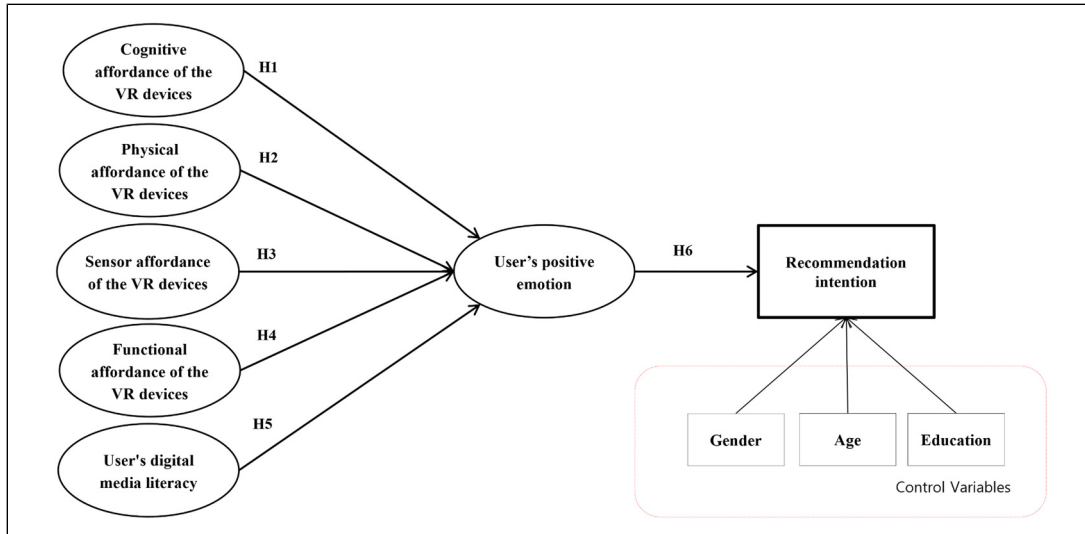 Cognitive
affordance of the
VR devices
H1
Physical
affordance of the
VR devices
H2
Sensor affordance
of the VR devices
H3
Functional
affordance of the
VR devices
H4
User's digital
media literacy
H5
User’s positive
emotion
H6
Recommendation
intention
Gender
Age
Education
Control Variables